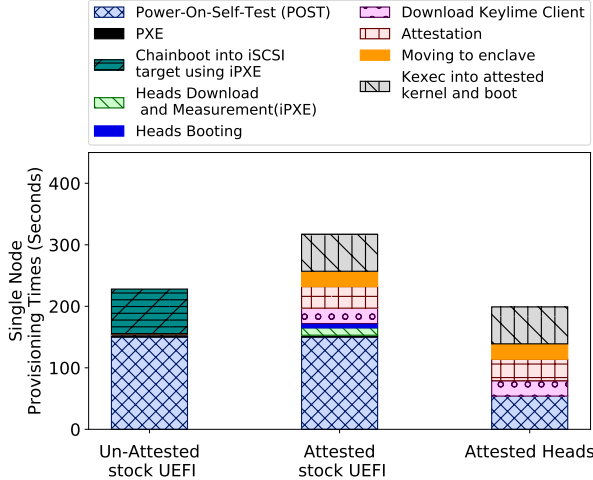 Power-On-Self-Test (POST)
PXE
Chainboot into iSCSI
target using iPXE
Heads Download
and Measurement(iPXE)
Heads Booting
Download Keylime Client
Attestation
Moving to enclave
Kexec into attested
kernel and boot
Single Node
Provisioning Times (Seconds)
400
300
200
100
0
Un-Attested
stock UEFI
Attested
stock UEFI
Attested Heads